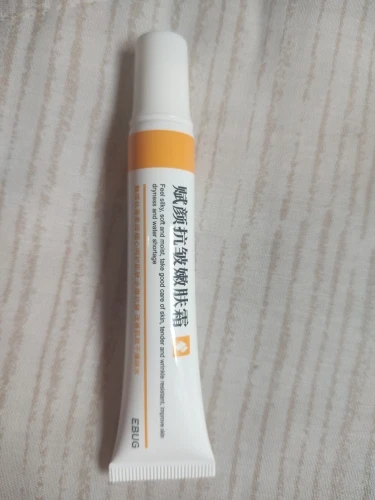 赋颜抗皱嫩肤霜
Feel silky, soft and moist, take good care of skin, tender and wrinkle resistant, improve skin
dryness and water shortage
EBUG